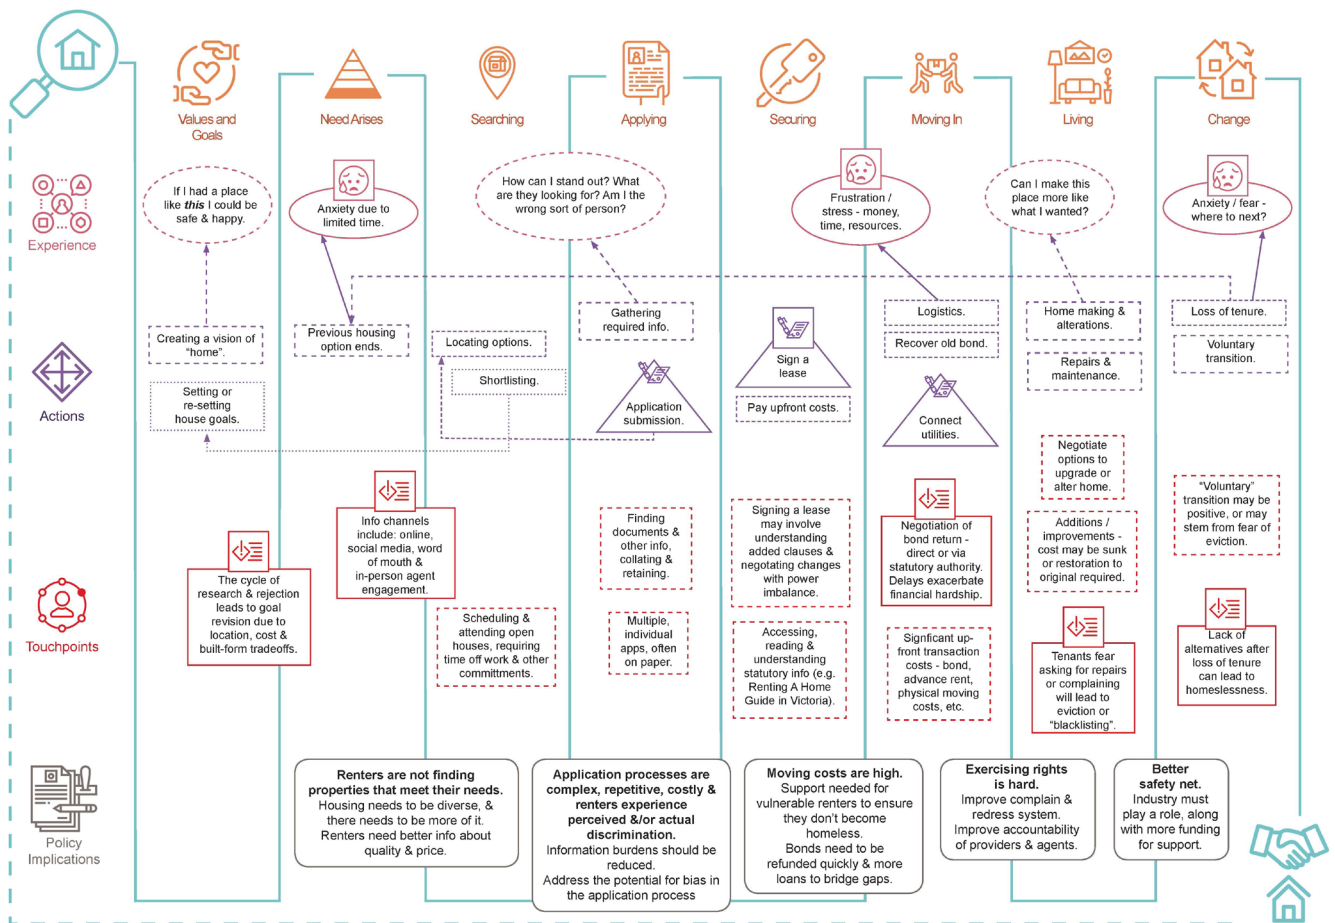 Values and
Goals
Need Arises
Searching
Applying
Securing
Moving In
Living
Change
Experience
If I had a place
like this I could be
safe & happy.
Anxiety due to
limited time.
How can I stand out? What
are they looking for? Am I the
wrong sort of person?
Frustration /
stress - money,
time, resources.
Can I make this
place more like
what I wanted?
Anxiety / fear -
where to next?
Actions
Creating a vision of
"home".
Setting or
re-setting
house goals.
Previous housing
option ends.
Locating options.
Shortlisting.
Gathering
required info.
Application
submission.
Sign a
lease
Pay upfront costs.
Logistics.
Recover old bond.
Connect
utilities.
Home making &
alterations.
Repairs &
maintenance.
Loss of tenure.
Voluntary
transition.
Touchpoints
The cycle of
research & rejection
leads to goal
revision due to
location, cost &
built-form tradeoffs.
Info channels
include: online,
social media, word
of mouth &
in-person agent
engagement.
Scheduling &
attending open
houses, requiring
time off work & other
committments.
Finding
documents &
other info,
collating &
retaining.
Multiple,
individual
apps, often
on paper.
Signing a lease
may involve
understanding
added clauses &
negotating changes
with power
imbalance.
Accessing,
reading &
understanding
statutory info (e.g.
Renting A Home
Guide in Victoria).
Negotiation of
bond return -
direct or via
statutory authority.
Delays exacerbate
financial hardship.
Signficant up-
front transaction
costs - bond,
advance rent,
physical moving
costs, etc.
Negotiate
options to
upgrade or
alter home.
Additions /
improvements -
cost may be sunk
or restoration to
original required.
Tenants fear
asking for repairs
or complaining
will lead to
eviction or
"blacklisting".
"Voluntary"
transition may be
positive, or may
stem from fear of
eviction.
Lack of
alternatives after
loss of tenure
can lead to
homelessness.
Policy
Implications
Renters are not finding
properties that meet their needs.
Housing needs to be diverse, &
there needs to be more of it.
Renters need better info about
quality & price.
Application processes are
complex, repetitive, costly &
renters experience
perceived &/or actual
discrimination.
Information burdens should be
reduced.
Address the potential for bias in
the application process
Moving costs are high.
Support needed for
vulnerable renters to ensure
they don't become
homeless.
Bonds need to be
refunded quickly & more
loans to bridge gaps.
Exercising rights
is hard.
Improve complain &
redress system.
Improve accountability
of providers & agents.
Better
safety net.
Industry must
play a role, along
with more funding
for support.